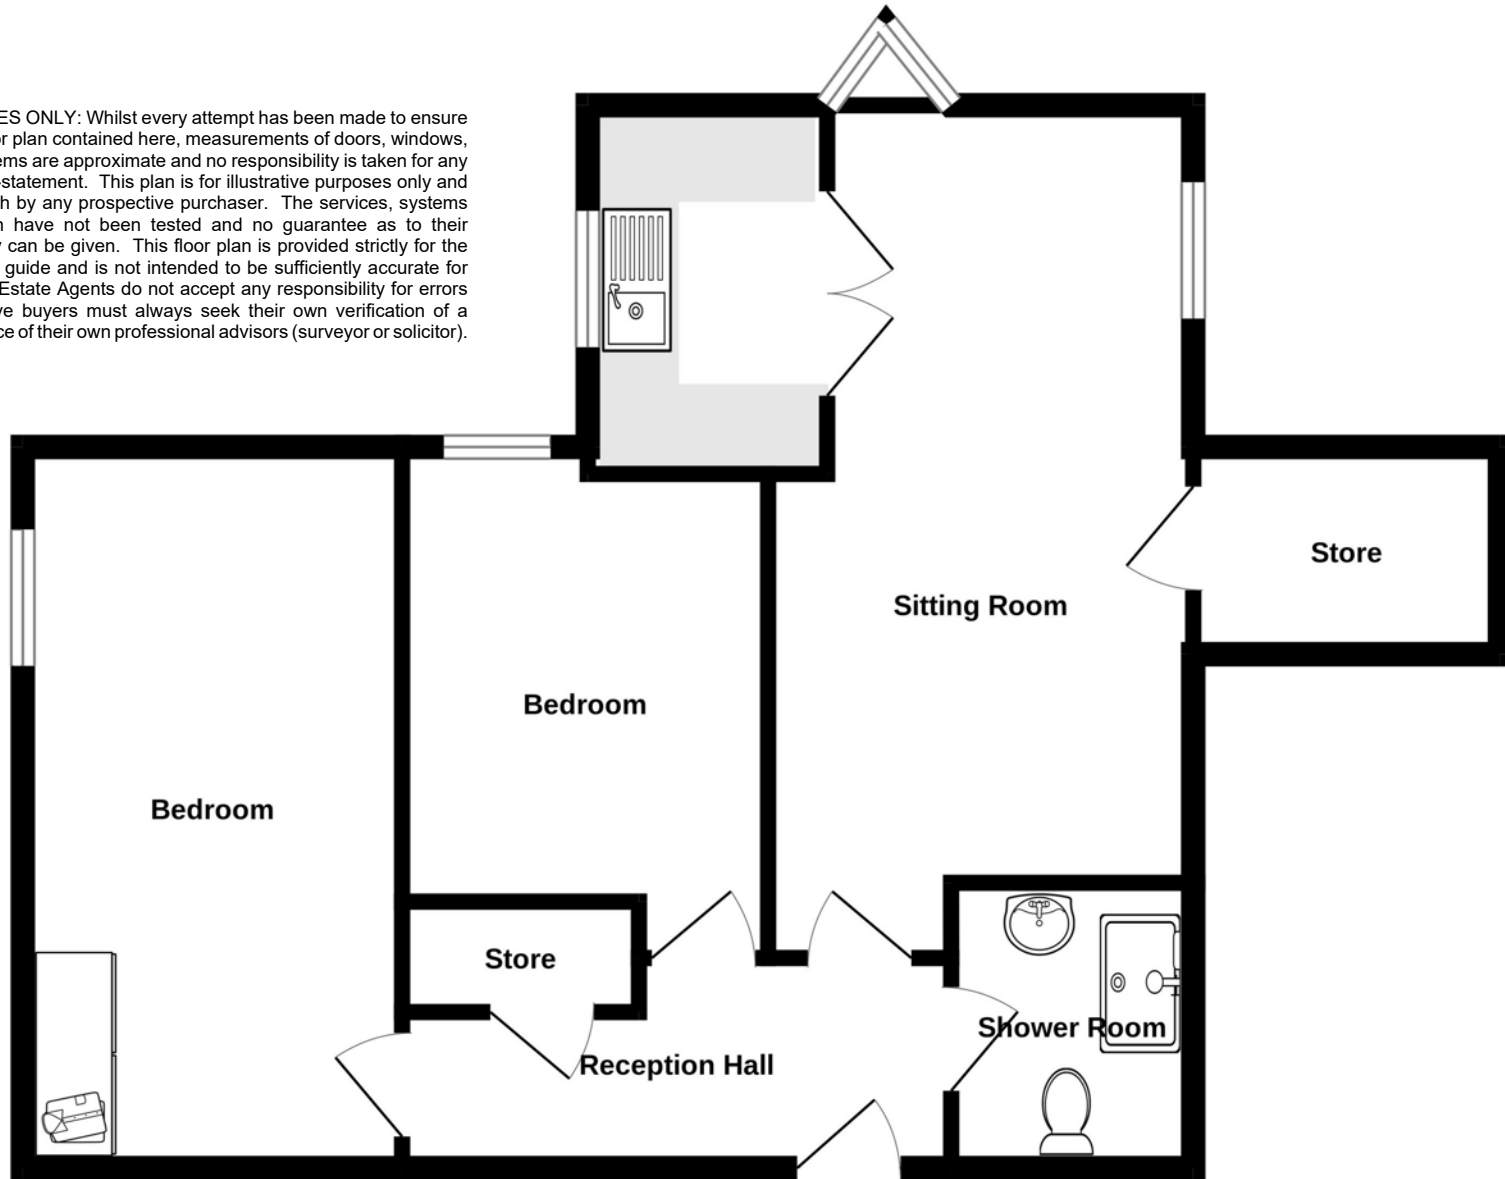 ES ONLY: Whilst every attempt has been made to ensure
plan contained here, measurements of doors, windows,
are approximate and no responsibility is taken for any
-statement. This plan is for illustrative purposes only and
by any prospective purchaser. The services, systems
have not been tested and no guarantee as to their
can be given. This floor plan is provided strictly for the
guide and is not intended to be sufficiently accurate for
Estate Agents do not accept any responsibility for errors
buyers must always seek their own verification of a
of their own professional advisors (surveyor or solicitor).
Store
Sitting Room
Bedroom
Bedroom
Store
Shower Room
Reception Hall